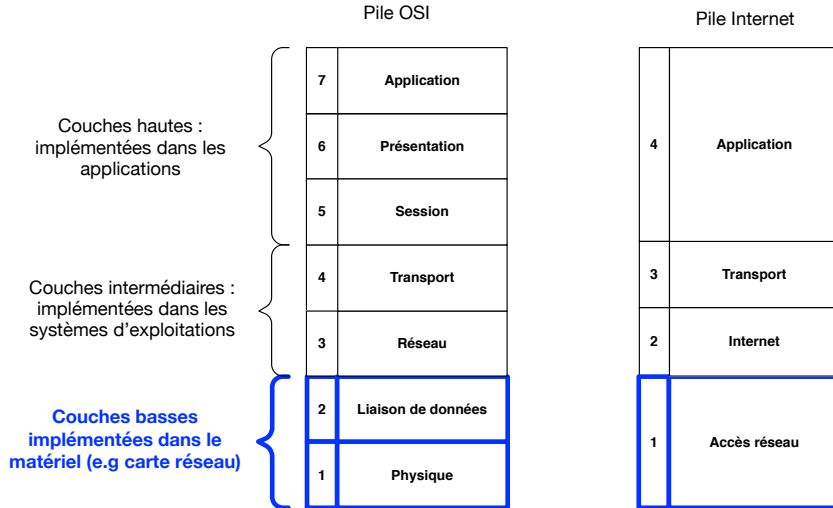 Pile OSI
Pile Internet
Couches hautes :
implémentées dans les
applications
7 Application
6 Présentation
5 Session
4 Application
Couches intermédiaires :
implémentées dans les
systèmes d'exploitations
4 Transport
3 Réseau
3 Transport
2 Internet
Couches basses
implémentées dans le
matériel (e.g carte réseau)
2 Liaison de données
1 Physique
1 Accès réseau